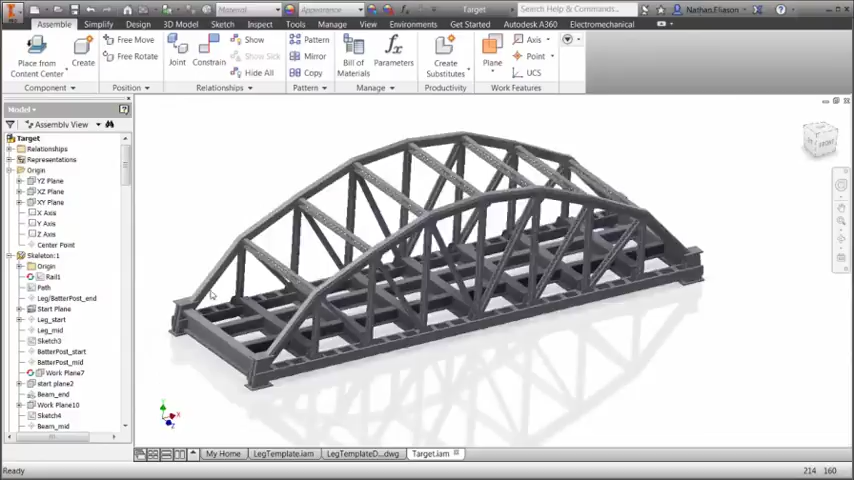 Material
Appearance
Target
Search Help & Commands...
Nathan.Eliason
Assembly Simplify Design 3D Model Sketch Inspect Tools Manage View Environments Get Started Autodesk A360 Electromechanical
Place from
Content Center
Create
Free Move
Free Rotate
Joint
Constrain
Show
Show Sick
Hide All
Pattern
Mirror
Copy
Bill of
Materials
Parameters
Create
Substitutes
Plane
Axis
Point
UCS
Component
Position
Relationships
Pattern
Manage
Productivity
Work Features
Model
Assembly View
Target
Relationships
Representations
Origin
YZ Plane
XZ Plane
XY Plane
X Axis
Y Axis
Z Axis
Center Point
Skeleton:1
Origin
Rail1
Path
Leg/BatterPost_end
Start Plane
Leg_start
Leg_mid
Sketch3
BatterPost_start
BatterPost_mid
Work Plane7
start plane2
Beam_end
Work Plane10
Sketch4
Beam_mid
FRONT
My Home
LegTemplate.iam
LegTemplateD...dwg
Target.iam
Ready
214 160